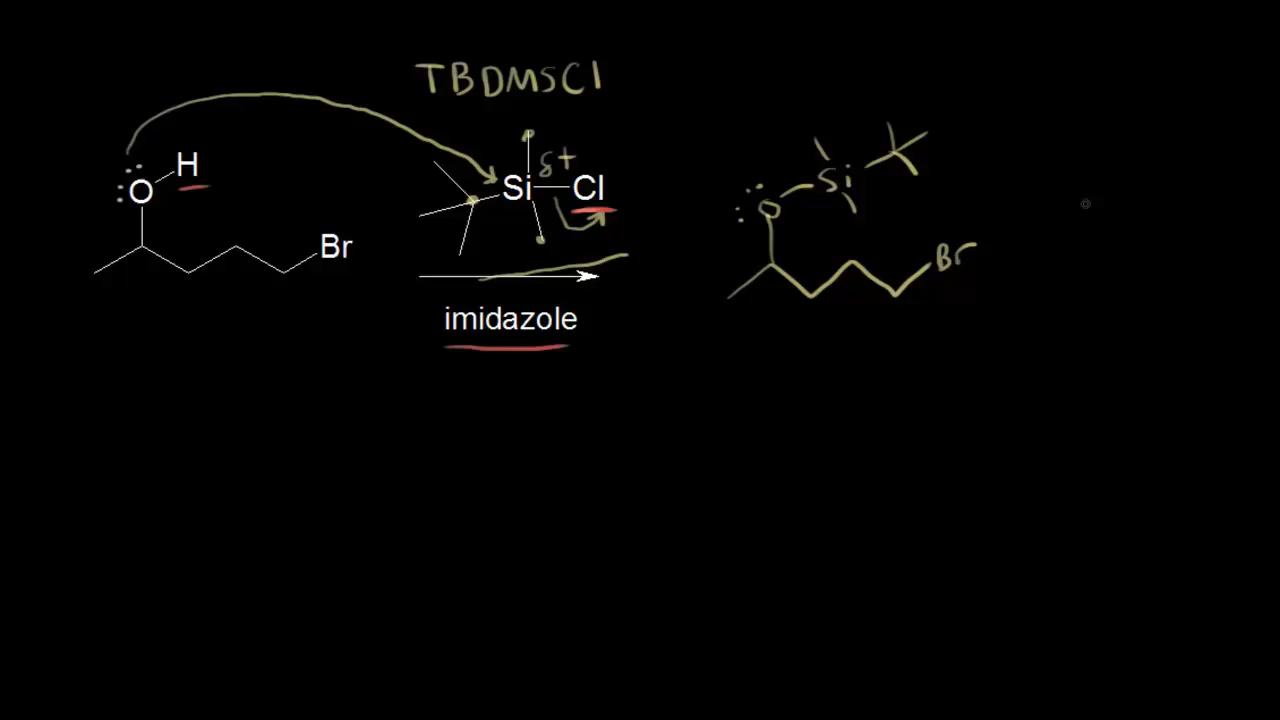 TBDMSCl
H
:O:
Si
δ+
Cl
Br
imidazole
Si
:O:
Br